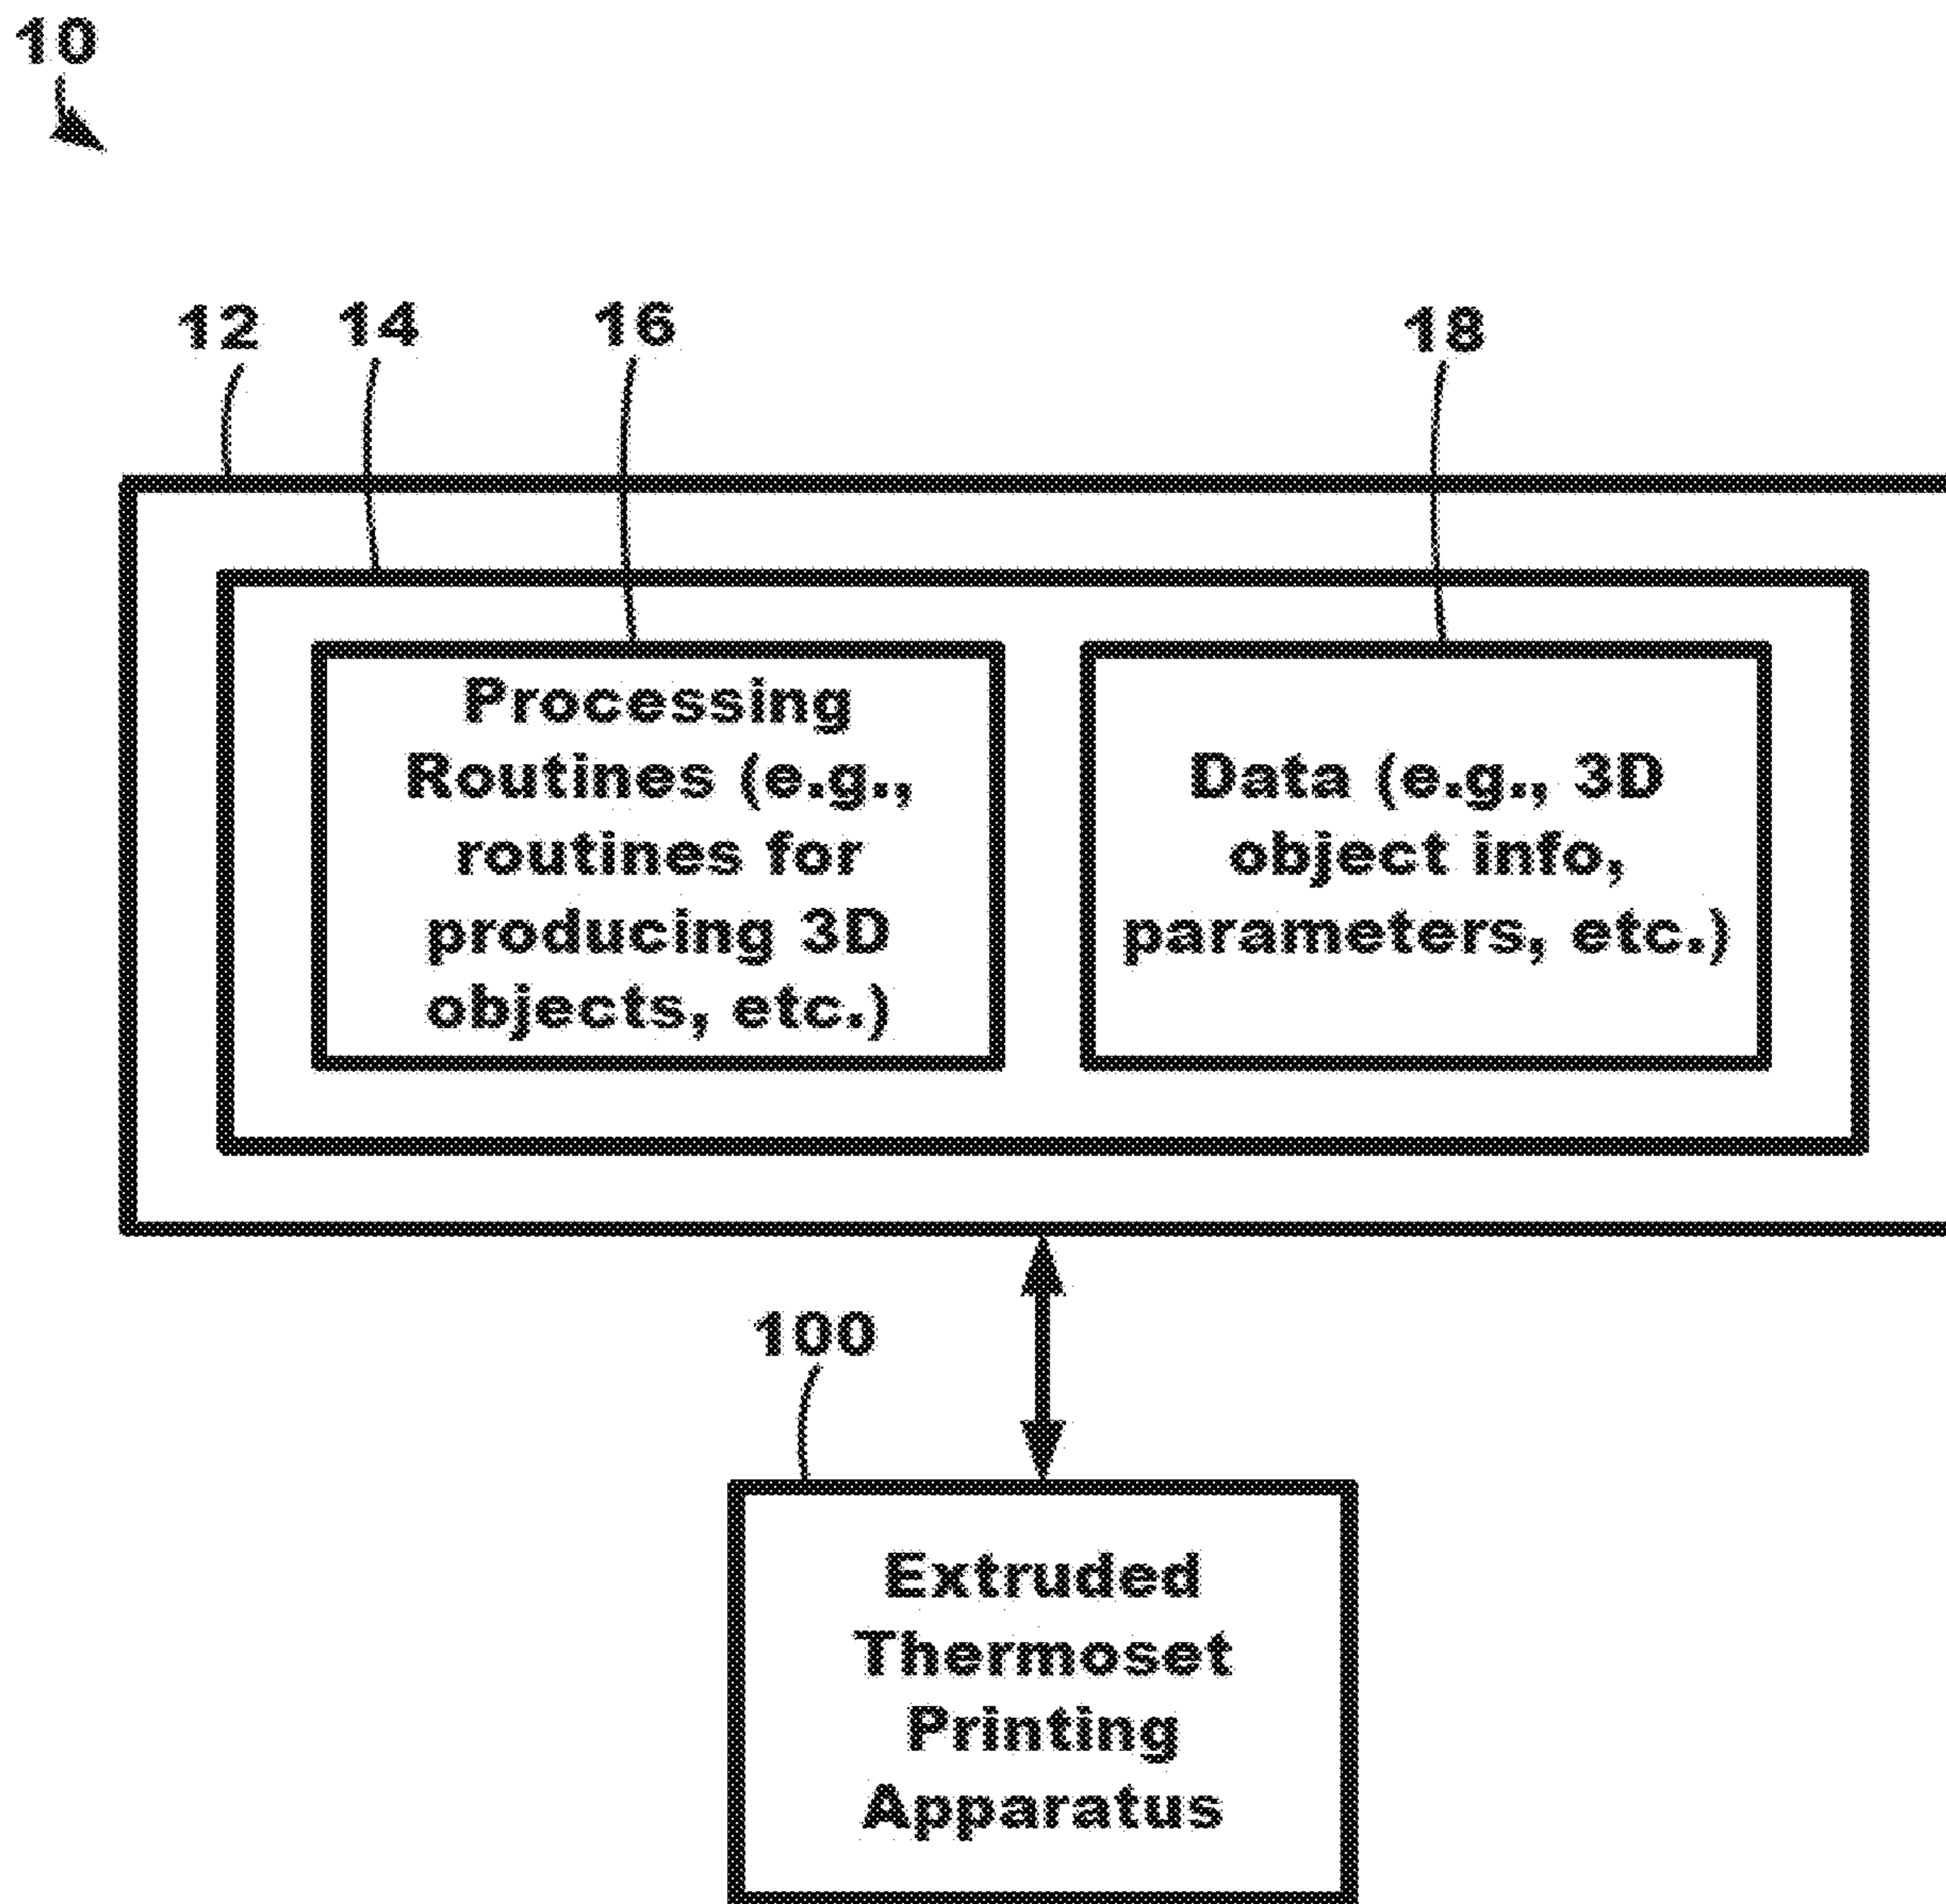 10
12
14
16
18
Processing
Routines (e.g.,
routines for
producing 3D
objects, etc.)
Data (e.g., 3D
object info,
parameters, etc.)
100
Extruded
Thermoset
Printing
Apparatus